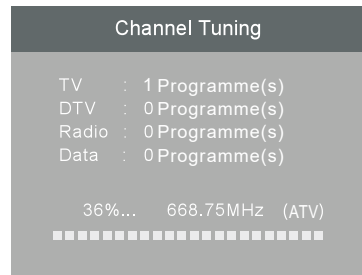 Channel Tuning
TV : 1 Programme(s)
DTV : 0 Programme(s)
Radio : 0 Programme(s)
Data : 0 Programme(s)
36%... 668.75MHz (ATV)